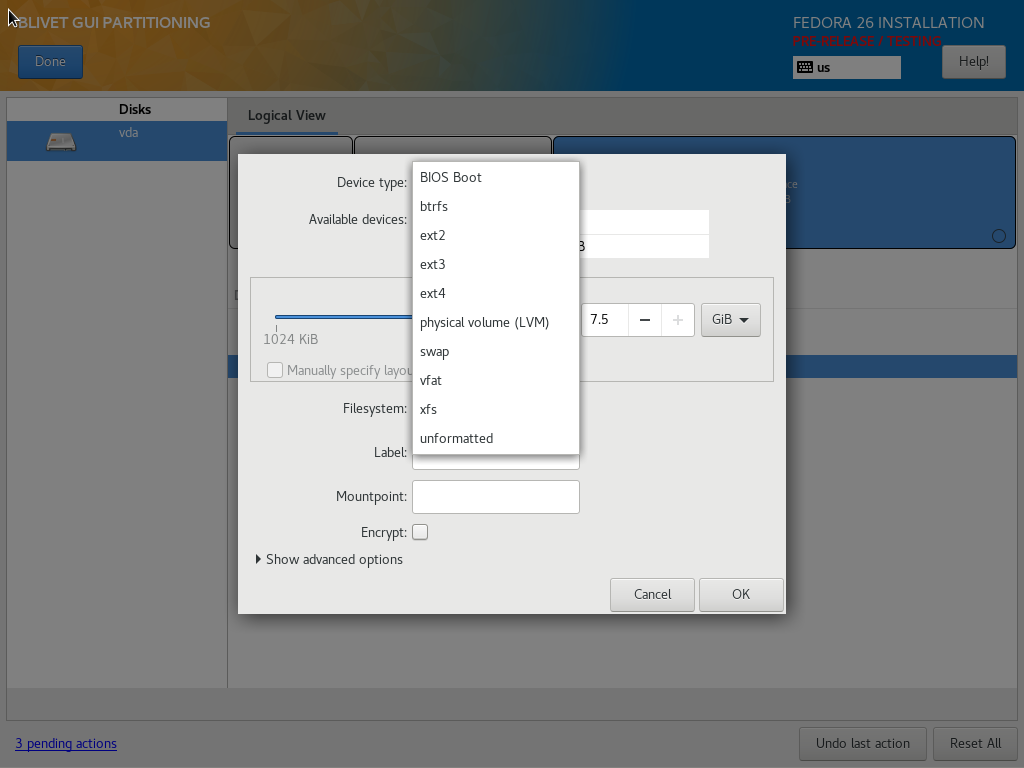 BLIVET GUI PARTITIONING
FEDORA 26 INSTALLATION
PRE-RELEASE / TESTING
Done
us
Help!
Disks
vda
Logical View
Device type:
Available devices:
BIOS Boot
btrfs
ext2
ext3
ext4
physical volume (LVM)
swap
vfat
xfs
unformatted
7.5
GiB
1024 KiB
Manually specify layou
Filesystem:
Label:
Mountpoint:
Encrypt:
Show advanced options
Cancel
OK
3 pending actions
Undo last action
Reset All